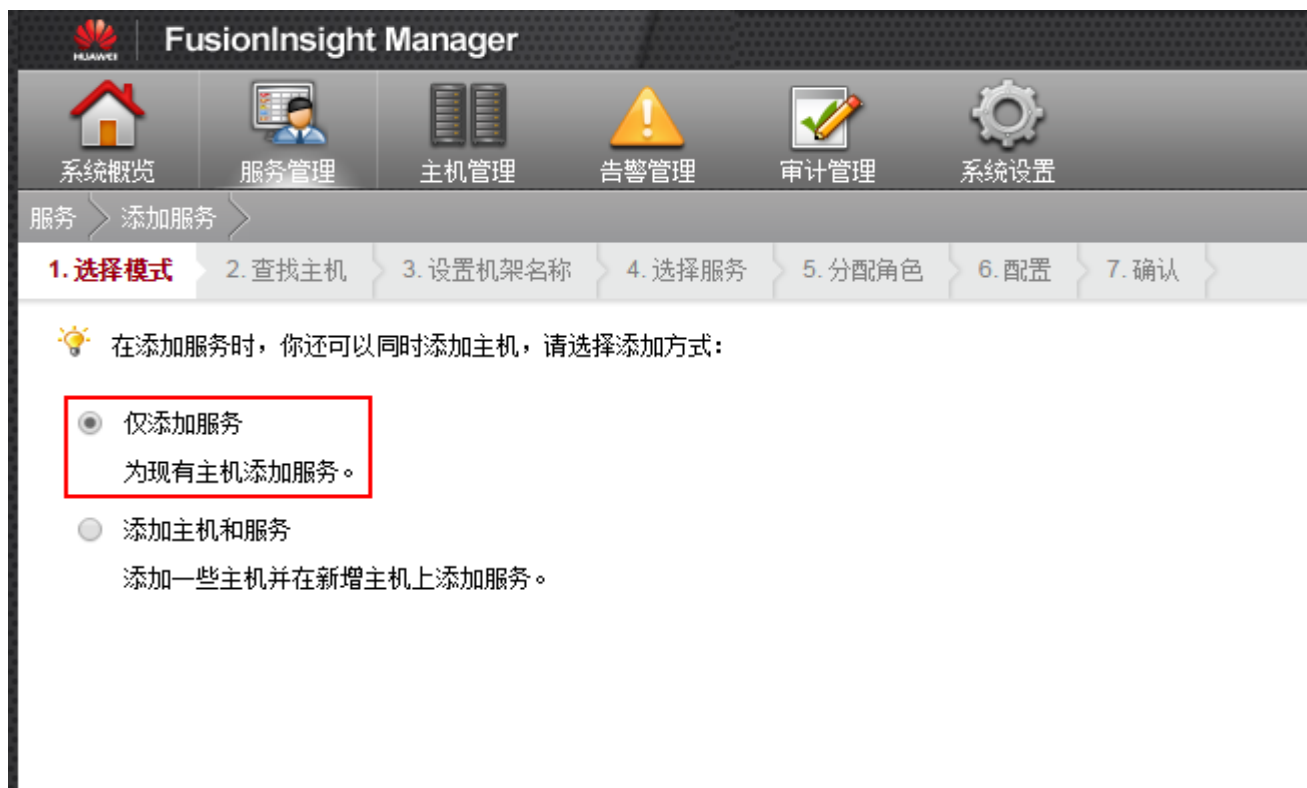 HUAWEI FusionInsight Manager
系统概览 服务管理 主机管理 告警管理 审计管理 系统设置
服务 添加服务
1. 选择模式 2. 查找主机 3. 设置机架名称 4. 选择服务 5. 分配角色 6. 配置 7. 确认
在添加服务时，你还可以同时添加主机，请选择添加方式：
仅添加服务
为现有主机添加服务。
添加主机和服务
添加一些主机并在新增主机上添加服务。